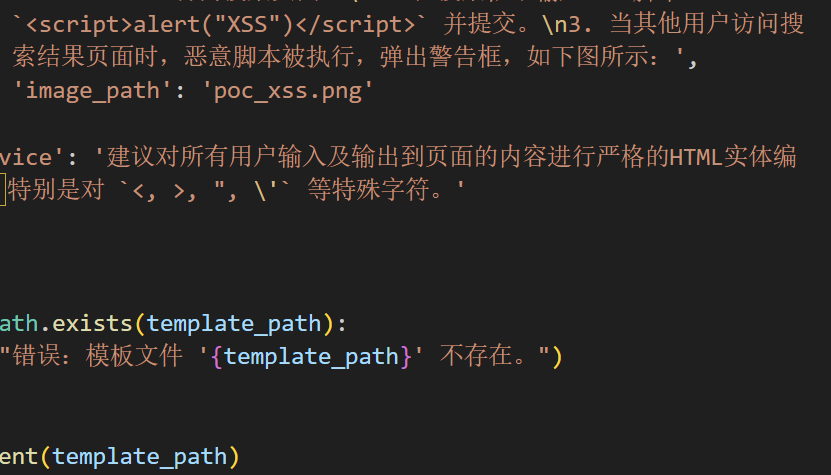 `<script>alert("XSS")</script>` 并提交。\n3. 当其他用户访问搜
索结果页面时，恶意脚本被执行，弹出警告框，如下图所示：',
'image_path': 'poc_xss.png'
vice': '建议对所有用户输入及输出到页面的内容进行严格的HTML实体编
特别是对 `<, >, ", \'` 等特殊字符。'
ath.exists(template_path):
"错误：模板文件 '{template_path}' 不存在。")
ent(template_path)